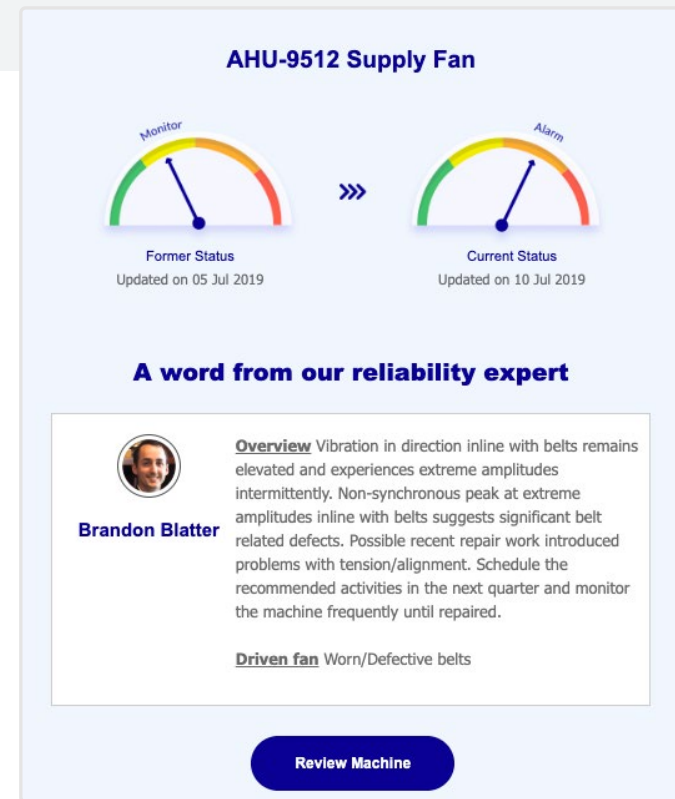 AHU-9512 Supply Fan
Monitor
Alarm
Former Status
Current Status
Updated on 05 Jul 2019
Updated on 10 Jul 2019
A word from our reliability expert
Brandon Blatter
Overview Vibration in direction inline with belts remains
elevated and experiences extreme amplitudes
intermittently. Non-synchronous peak at extreme
amplitudes inline with belts suggests significant belt
related defects. Possible recent repair work introduced
problems with tension/alignment. Schedule the
recommended activities in the next quarter and monitor
the machine frequently until repaired.
Driven fan Worn/Defective belts
Review Machine